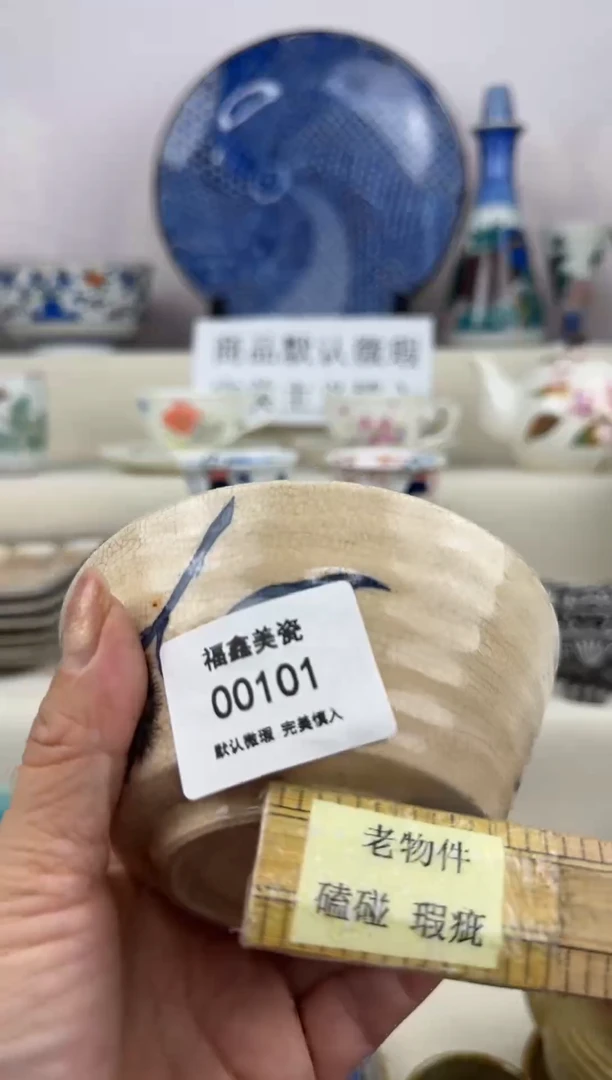 商品默认微瑕
福鑫美瓷
00101
默认微瑕 完美慎入
老物件
磕碰 瑕疵